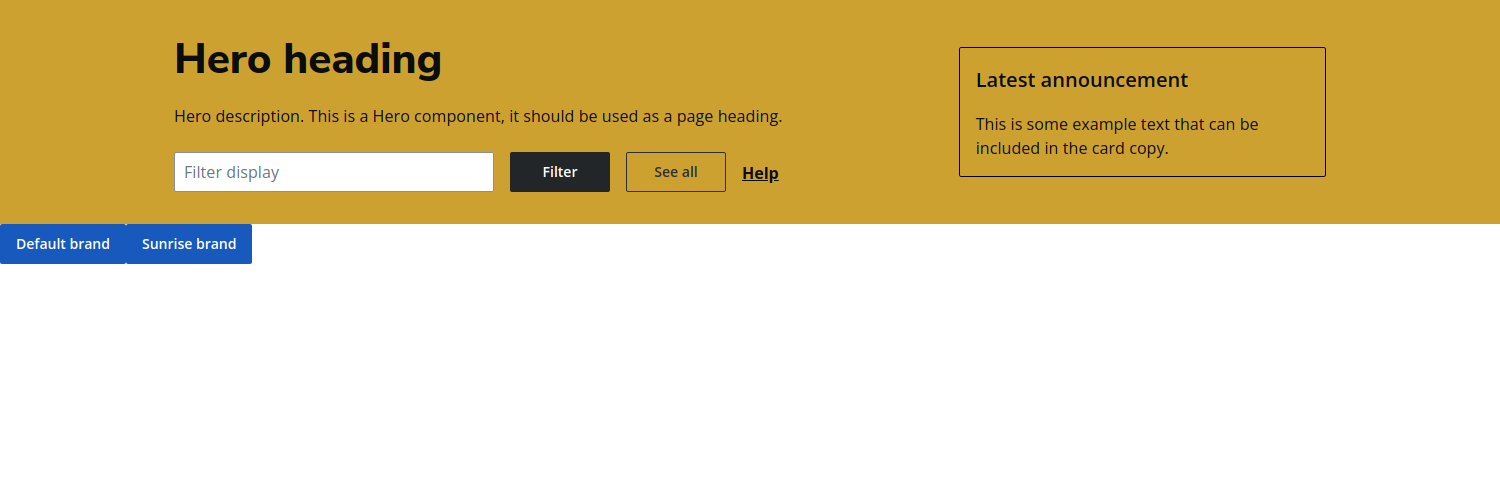 Hero heading
Hero description. This is a Hero component, it should be used as a page heading.
Filter display
Filter
See all
Help
Latest announcement
This is some example text that can be
included in the card copy.
Default brand
Sunrise brand